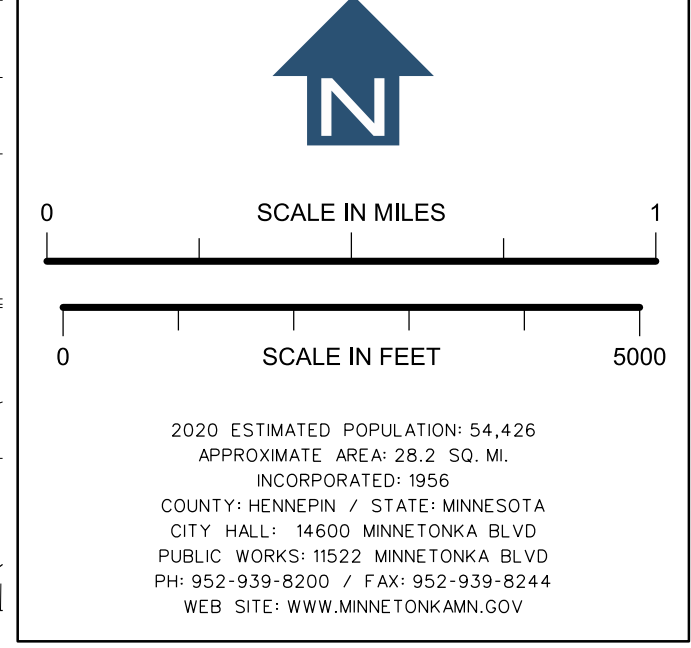 N
0 SCALE IN MILES 1
0 SCALE IN FEET 5000
2020 ESTIMATED POPULATION: 54,426
APPROXIMATE AREA: 28.2 SQ. MI.
INCORPORATED: 1956
COUNTY: HENNEPIN / STATE: MINNESOTA
CITY HALL: 14600 MINNETONKA BLVD
PUBLIC WORKS: 11522 MINNETONKA BLVD
PH: 952-939-8200 / FAX: 952-939-8244
WEB SITE: WWW.MINNETONKAMN.GOV